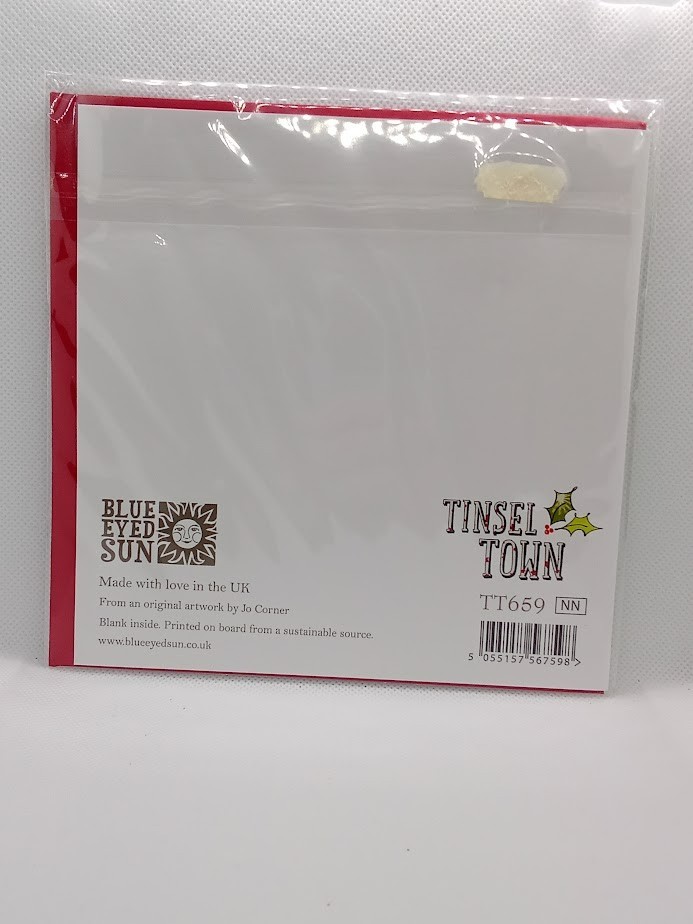 BLUE
EYED
SUN
Made with love in the UK
From an original artwork by Jo Corner
Blank inside. Printed on board from a sustainable source.
www.blueeyedsun.co.uk
TINSEL
TOWN
TT659 NN
5 055157 567598 >